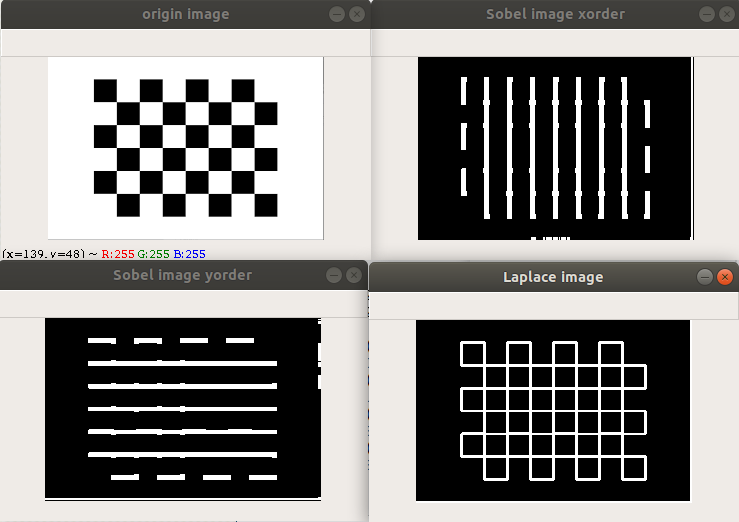 origin image
Sobel image xorder
(x=139, y=48) ~ R:255 G:255 B:255
Sobel image yorder
Laplace image